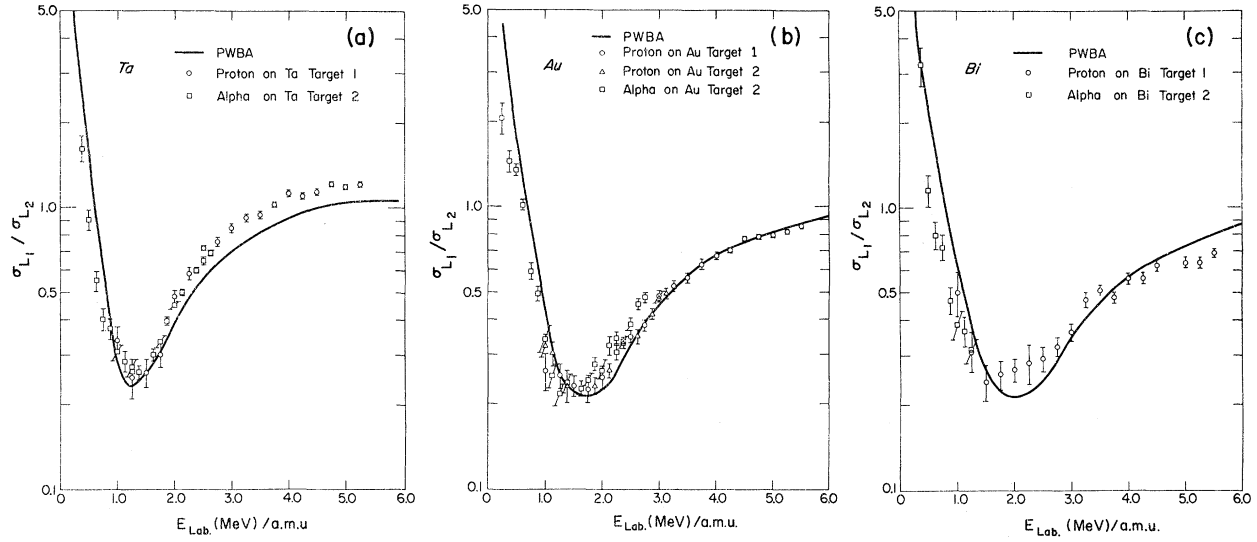 5.0
(a)
Ta
PWBA
Proton on Ta Target 1
Alpha on Ta Target 2
σL1 / σL2
1.0
0.5
0.1
0 1.0 2.0 3.0 4.0 5.0 6.0
E Lab. (MeV) / a.m.u
5.0
(b)
Au
PWBA
Proton on Au Target 1
Proton on Au Target 2
Alpha on Au Target 2
σL1 / σL2
1.0
0.5
0.1
0 1.0 2.0 3.0 4.0 5.0 6.0
E Lab. (MeV) / a.m.u.
5.0
(c)
Bi
PWBA
Proton on Bi Target 1
Alpha on Bi Target 2
σL1 / σL2
1.0
0.5
0.1
0 1.0 2.0 3.0 4.0 5.0 6.0
E Lab. (MeV) / a.m.u.